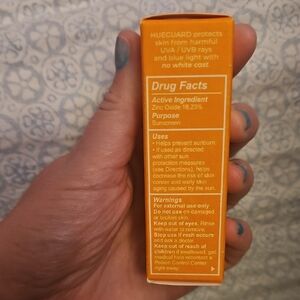 HUEGUARD protects
skin from harmful
UVA / UVB rays
and blue light with
no white cast
Drug Facts
Active Ingredient
Zinc Oxide
Purpose
Sunscreen
Uses
• Helps prevent sunburn.
• If used as directed
with other sun
protection measures
(see Directions), helps
decrease the risk of skin
cancer and early skin
aging caused by the sun.
Warnings
For external use only
Do not use on damaged
or broken skin.
Keep out of eyes. Rinse
with water to remove.
Stop use if rash occurs
and ask a doctor.
Keep out of reach of
children. If swallowed, get
medical help or contact a
Poison Control Center
right away.